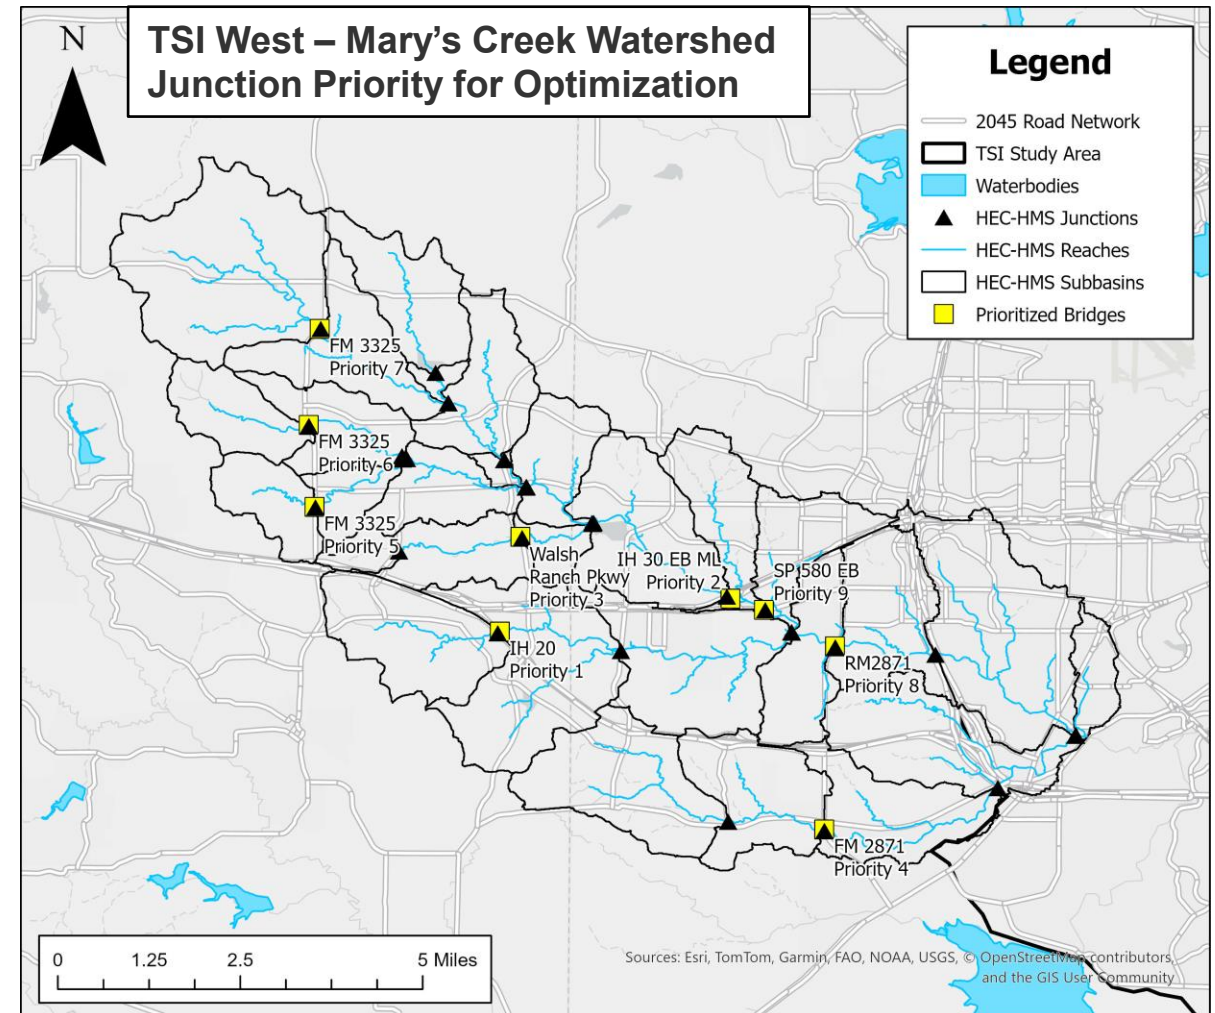 N
TSI West – Mary’s Creek Watershed
Junction Priority for Optimization
Legend
2045 Road Network
TSI Study Area
Waterbodies
HEC-HMS Junctions
HEC-HMS Reaches
HEC-HMS Subbasins
Prioritized Bridges
FM 3325
Priority 7
FM 3325
Priority 6
FM 3325
Priority 5
Walsh
Ranch Pkwy
Priority 3
IH 30 EB ML
Priority 2
SP 580 EB
Priority 9
IH 20
Priority 1
RM2871
Priority 8
FM 2871
Priority 4
0 1.25 2.5 5 Miles
Sources: Esri, TomTom, Garmin, FAO, NOAA, USGS, © OpenStreetMap contributors,
and the GIS User Community